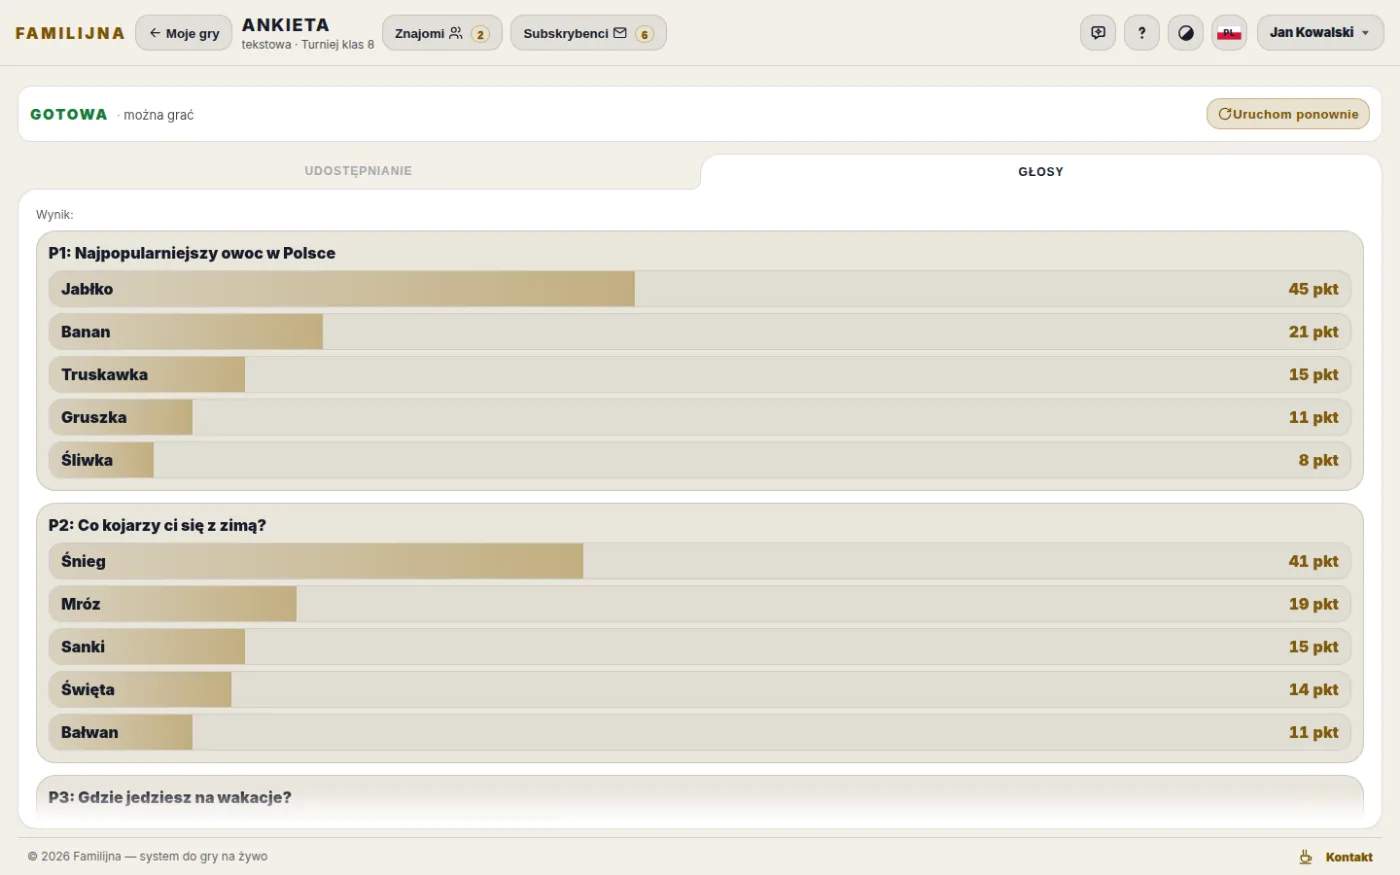 FAMILIJNA
← Moje gry
ANKIETA
tekstowa · Turniej klas 8
Znajomi 2
Subskrybenci 6
?
PL
Jan Kowalski
GOTOWA · można grać
Uruchom ponownie
UDOSTĘPNIANIE
GŁOSY
Wynik:
P1: Najpopularniejszy owoc w Polsce
Jabłko 45 pkt
Banan 21 pkt
Truskawka 15 pkt
Gruszka 11 pkt
Śliwka 8 pkt
P2: Co kojarzy ci się z zimą?
Śnieg 41 pkt
Mróz 19 pkt
Sanki 15 pkt
Święta 14 pkt
Bałwan 11 pkt
P3: Gdzie jedziesz na wakacje?
© 2026 Familijna — system do gry na żywo
Kontakt